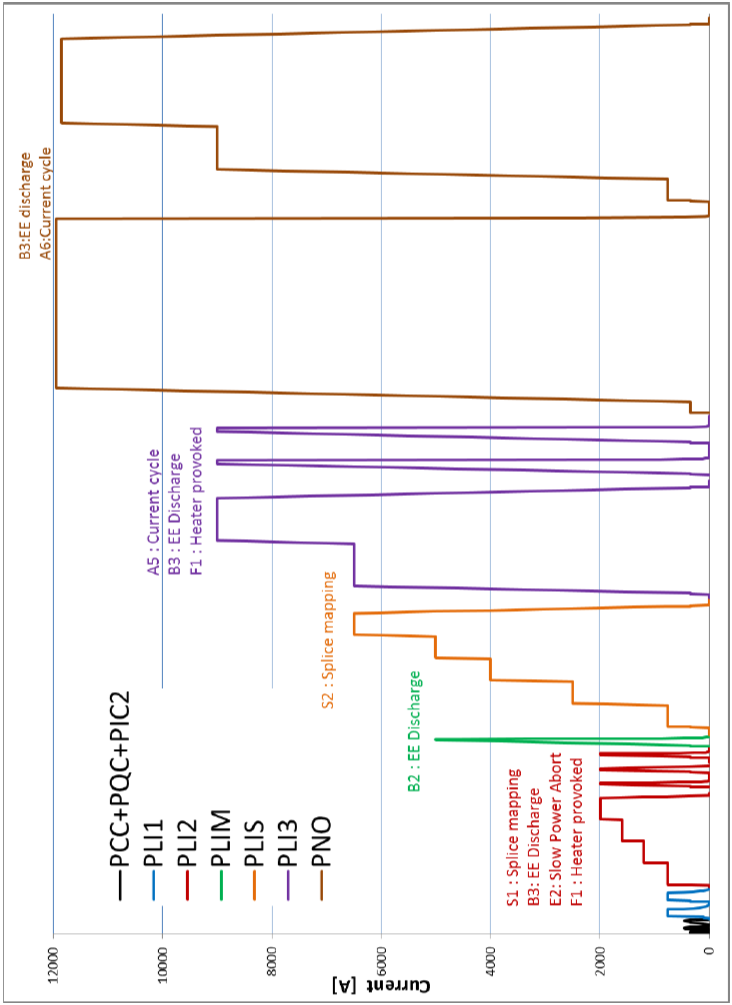 B3:EE discharge
A6:Current cycle
A5 : Current cycle
B3 : EE Discharge
F1 : Heater provoked
S2 : Splice mapping
B2 : EE Discharge
S1 : Splice mapping
B3: EE Discharge
E2: Slow Power Abort
F1 : Heater provoked
PCC+PQC+PIC2
PLI1
PLI2
PLIM
PLIS
PLI3
PNO
Current [A]
12000
10000
8000
6000
4000
2000
0